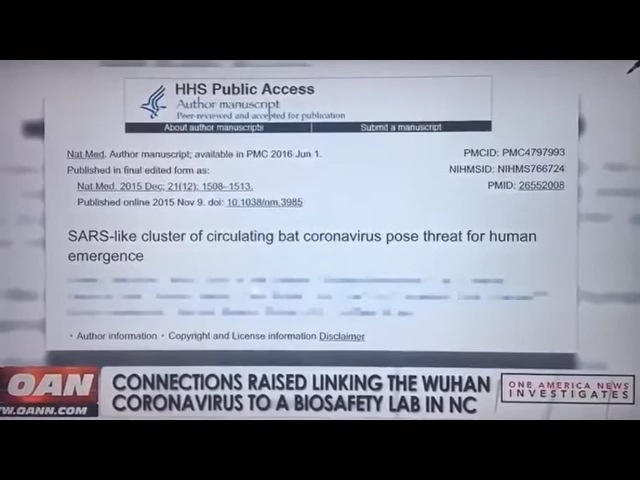 HHS Public Access
Author manuscript
Peer-reviewed and accepted for publication
About author manuscripts Submit a manuscript
Nat Med. Author manuscript; available in PMC 2016 Jun 1.
Published in final edited form as:
Nat Med. 2015 Dec; 21(12): 1508–1513.
Published online 2015 Nov 9. doi: 10.1038/nm.3985
PMCID: PMC4797993
NIHMSID: NIHMS766724
PMID: 26552008
SARS-like cluster of circulating bat coronavirus pose threat for human
emergence
• Author information • Copyright and License information Disclaimer
OAN
WW.OANN.COM
CONNECTIONS RAISED LINKING THE WUHAN
CORONAVIRUS TO A BIOSAFETY LAB IN NC
ONE AMERICA NEWS
INVESTIGATES